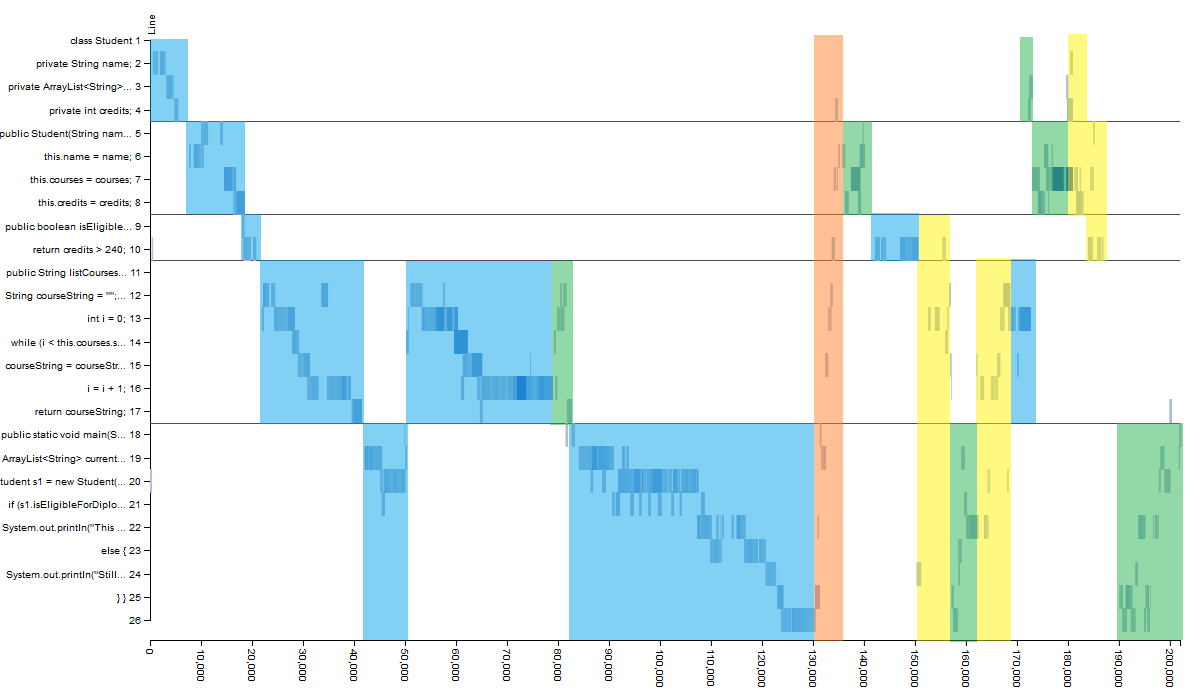 Line
class Student 1
private String name; 2
private ArrayList<String>... 3
private int credits; 4
public Student(String nam... 5
this.name = name; 6
this.courses = courses; 7
this.credits = credits; 8
public boolean isEligible... 9
return credits > 240; 10
public String listCourses... 11
String courseString = "";... 12
int i = 0; 13
while (i < this.courses.s... 14
courseString = courseStr... 15
i = i + 1; 16
return courseString; 17
public static void main(S... 18
ArrayList<String> current... 19
tudent s1 = new Student(... 20
if (s1.isEligibleForDiplo... 21
System.out.println("This ... 22
else { 23
System.out.println("Still... 24
} } 25
26
0 10,000 20,000 30,000 40,000 50,000 60,000 70,000 80,000 90,000 100,000 110,000 120,000 130,000 140,000 150,000 160,000 170,000 180,000 190,000 200,000